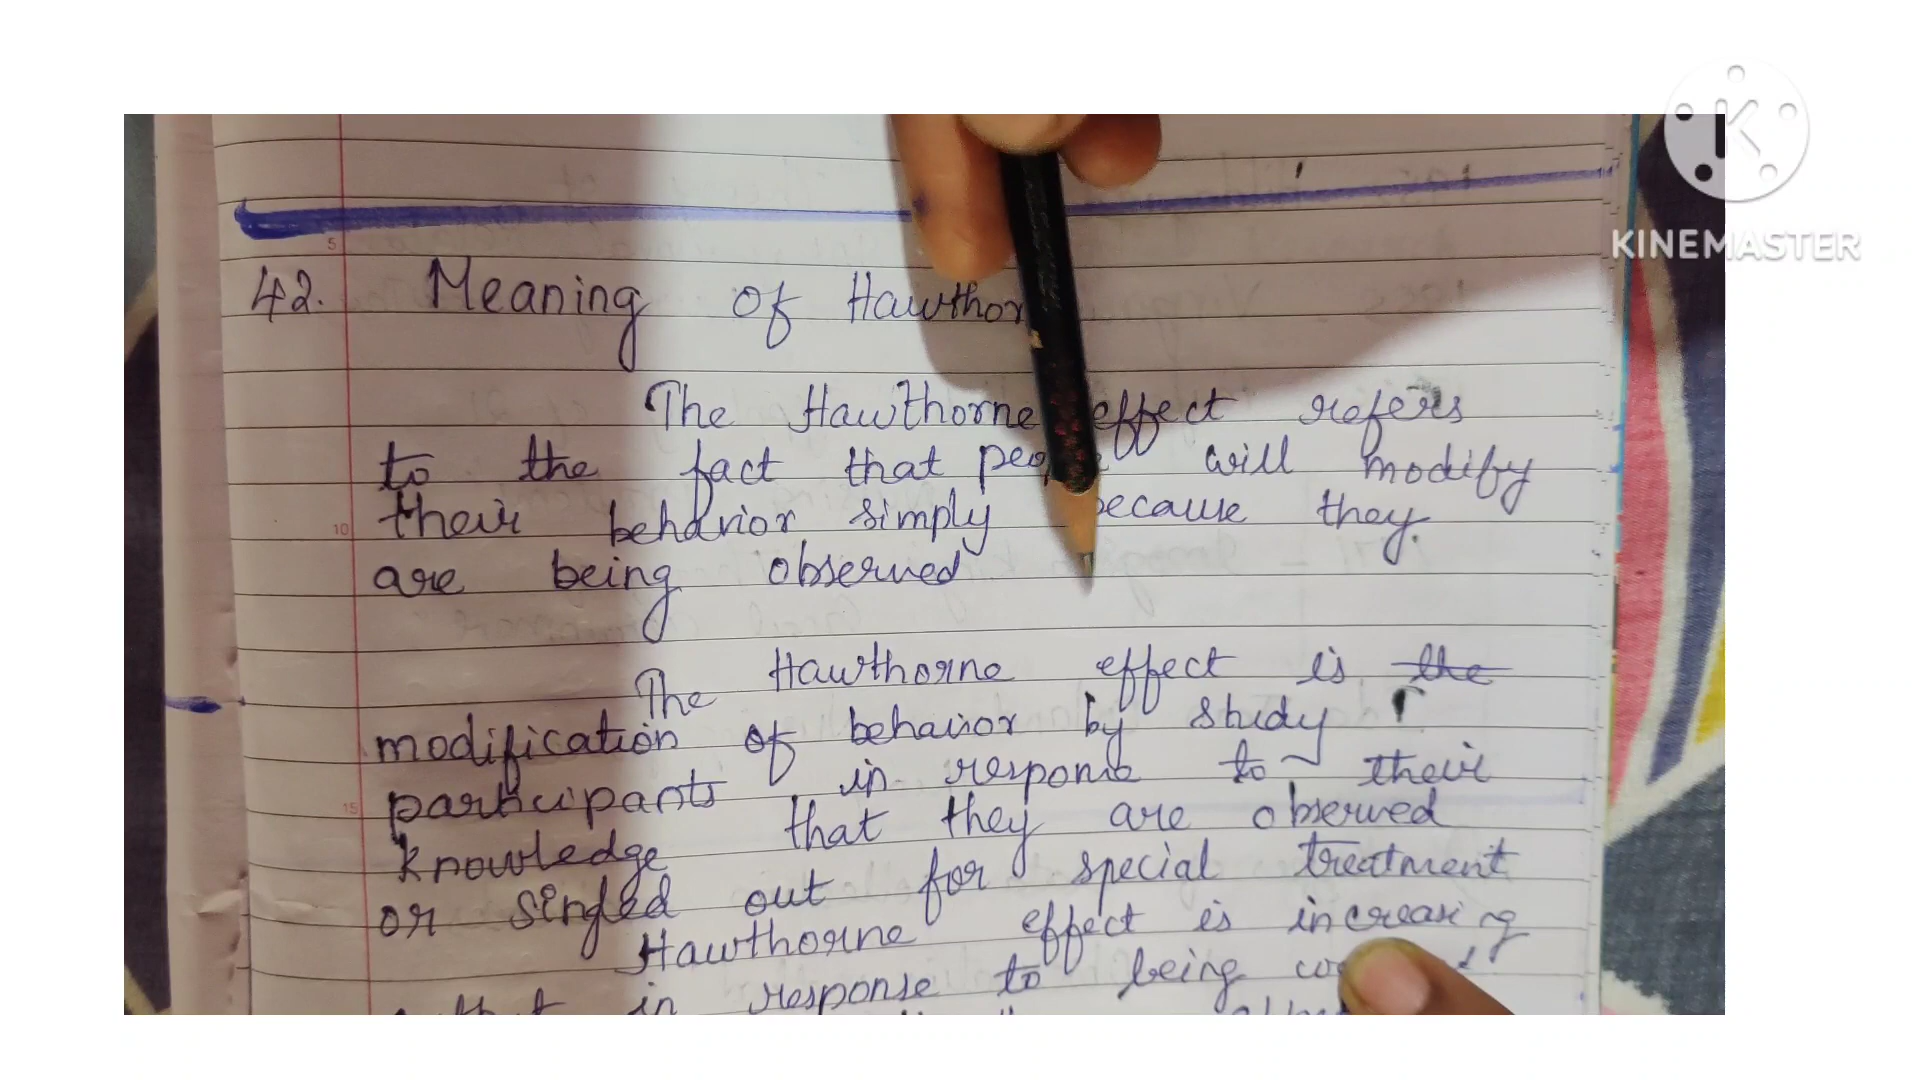 42. Meaning of Hawthor
The Hawthorne effect refers
to the fact that will modify
their behavior simply because they
are being observed
The Hawthorne effect is the
modification of behavior by study
participants in response to their
knowledge that they are observed
or singled out for special treatment
Hawthorne effect is increasing
in response to being
KINEMASTER